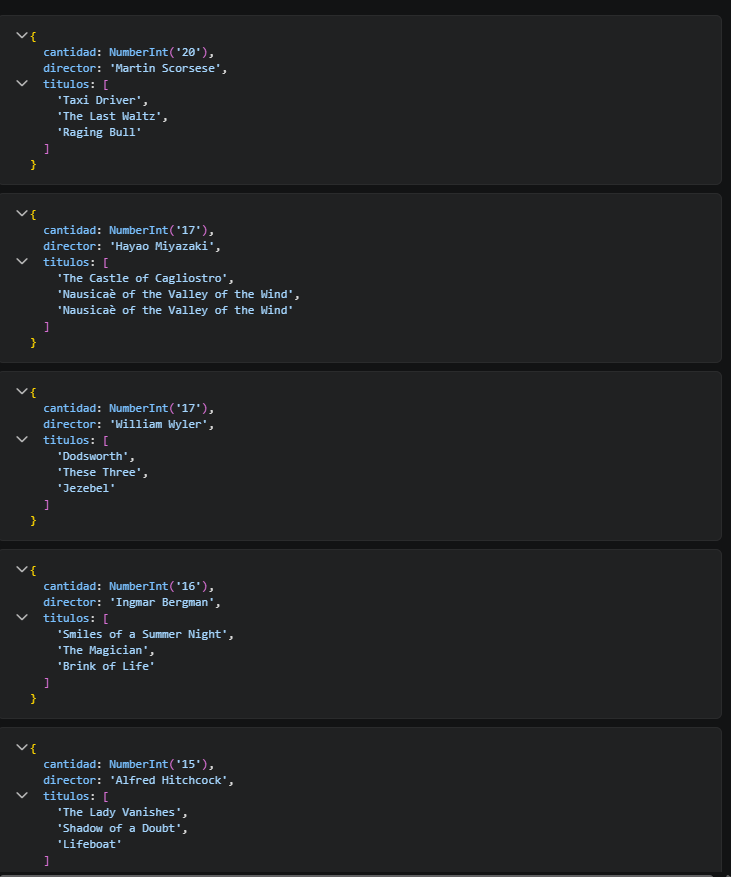 {
cantidad: NumberInt('20'),
director: 'Martin Scorsese',
titulos: [
'Taxi Driver',
'The Last Waltz',
'Raging Bull'
]
}
{
cantidad: NumberInt('17'),
director: 'Hayao Miyazaki',
titulos: [
'The Castle of Cagliostro',
'Nausicaè of the Valley of the Wind',
'Nausicaè of the Valley of the Wind'
]
}
{
cantidad: NumberInt('17'),
director: 'William Wyler',
titulos: [
'Dodsworth',
'These Three',
'Jezebel'
]
}
{
cantidad: NumberInt('16'),
director: 'Ingmar Bergman',
titulos: [
'Smiles of a Summer Night',
'The Magician',
'Brink of Life'
]
}
{
cantidad: NumberInt('15'),
director: 'Alfred Hitchcock',
titulos: [
'The Lady Vanishes',
'Shadow of a Doubt',
'Lifeboat'
]